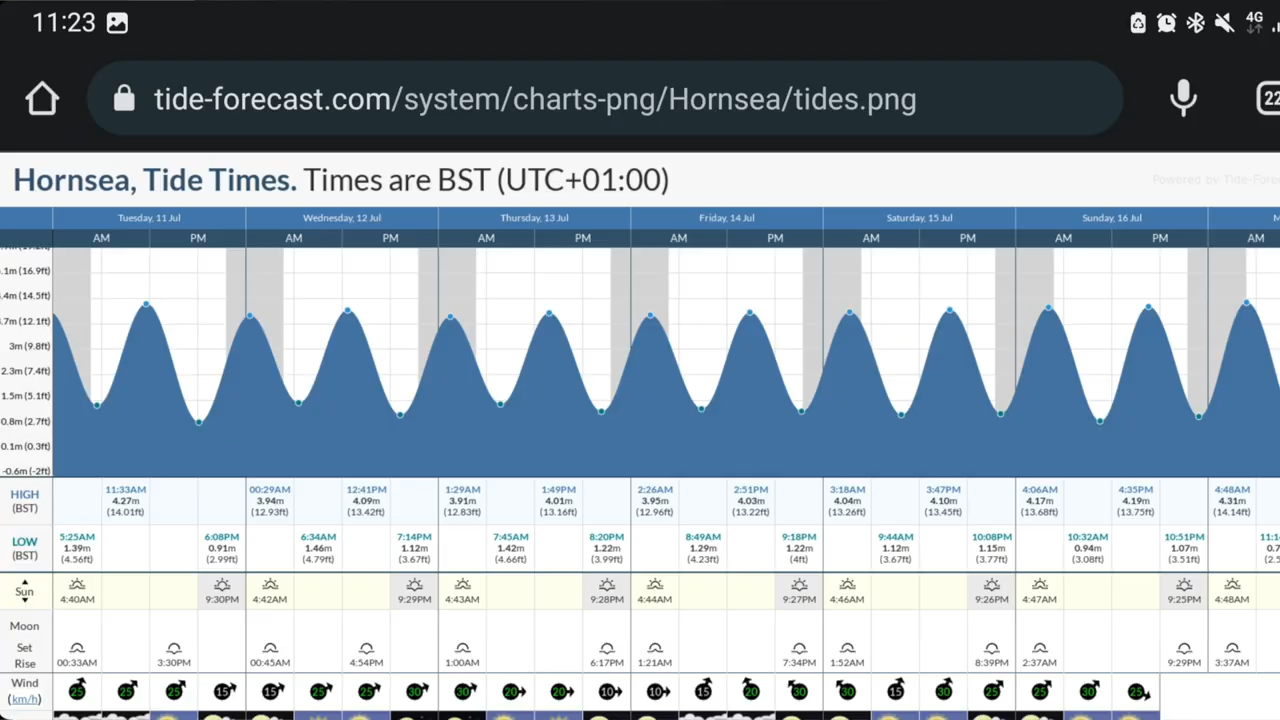 11:23
4G
tide-forecast.com/system/charts-png/Hornsea/tides.png
22
Hornsea, Tide Times. Times are BST (UTC+01:00)
Powered by Tide-Fore
Tuesday, 11 Jul Wednesday, 12 Jul Thursday, 13 Jul Friday, 14 Jul Saturday, 15 Jul Sunday, 16 Jul M
AM PM AM PM AM PM AM PM AM PM AM PM AM
.1m (16.9ft)
.4m (14.5ft)
.7m (12.1ft)
3m (9.8ft)
2.3m (7.4ft)
1.5m (5.1ft)
0.8m (2.7ft)
0.1m (0.3ft)
-0.6m (-2ft)
HIGH 11:33AM 00:29AM 12:41PM 1:29AM 1:49PM 2:26AM 2:51PM 3:18AM 3:47PM 4:06AM 4:35PM 4:48AM
4.27m 3.94m 4.09m 3.91m 4.01m 3.95m 4.03m 4.04m 4.10m 4.17m 4.19m 4.31m
(BST) (14.01ft) (12.93ft) (13.42ft) (12.83ft) (13.16ft) (12.96ft) (13.22ft) (13.26ft) (13.45ft) (13.68ft) (13.75ft) (14.14ft)
LOW 5:25AM 6:08PM 6:34AM 7:14PM 7:45AM 8:20PM 8:49AM 9:18PM 9:44AM 10:08PM 10:32AM 10:51PM 11:1
1.39m 0.91m 1.46m 1.12m 1.42m 1.22m 1.29m 1.22m 1.12m 1.15m 0.94m 1.07m 0.7
(BST) (4.56ft) (2.99ft) (4.79ft) (3.67ft) (4.66ft) (3.99ft) (4.23ft) (4ft) (3.67ft) (3.77ft) (3.08ft) (3.51ft) (2.5
Sun 4:40AM 9:30PM 4:42AM 9:29PM 4:43AM 9:28PM 4:44AM 9:27PM 4:46AM 9:26PM 4:47AM 9:25PM 4:48AM
Moon
Set
Rise 00:33AM 3:30PM 00:45AM 4:54PM 1:00AM 6:17PM 1:21AM 7:34PM 1:52AM 8:39PM 2:37AM 9:29PM 3:37AM
Wind
(km/h) 25 25 25 15 15 25 25 30 30 20 20 10 10 15 20 30 30 15 30 25 25 30 25